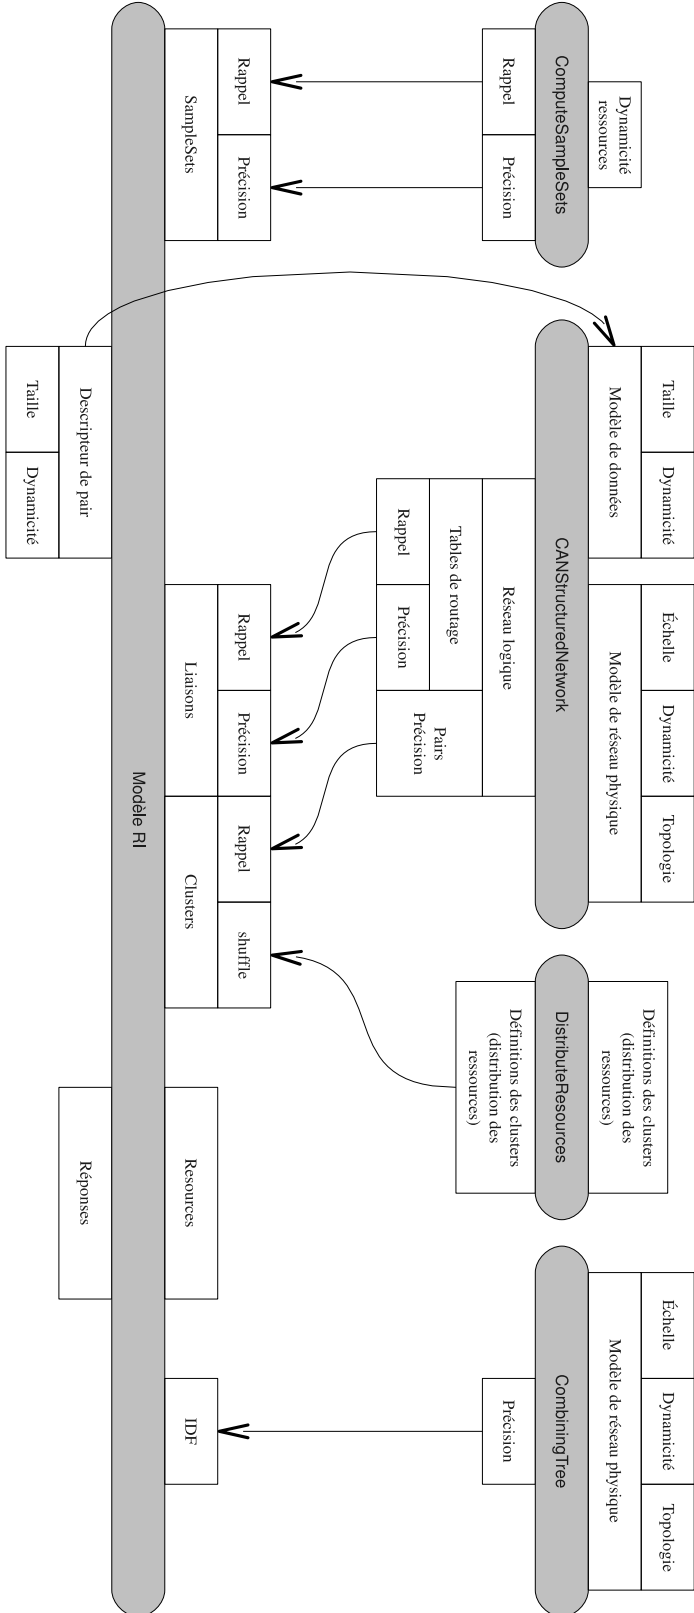 Dynamicité
ressources
ComputeSampleSets
Rappel
Précision
Taille
Dynamicité
Modèle de données
Échelle
Dynamicité
Topologie
Modèle de réseau physique
CANStructuredNetwork
Réseau logique
Tables de routage
Rappel
Précision
Pairs
Précision
Définitions des clusters
(distribution des
ressources)
DistributeResources
Définitions des clusters
(distribution des
ressources)
Échelle
Dynamicité
Topologie
Modèle de réseau physique
CombiningTree
Précision
Rappel
Précision
SampleSets
Rappel
Précision
Liaisons
Rappel
shuffle
Clusters
Resources
IDF
Modèle RI
Descripteur de pair
Taille
Dynamicité
Réponses